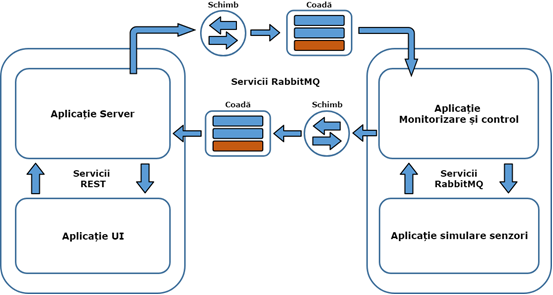 Schimb
Coadă
Servicii RabbitMQ
Aplicație Server
Coadă
Schimb
Aplicație
Monitorizare și control
Servicii
REST
Servicii
RabbitMQ
Aplicație UI
Aplicație simulare senzori